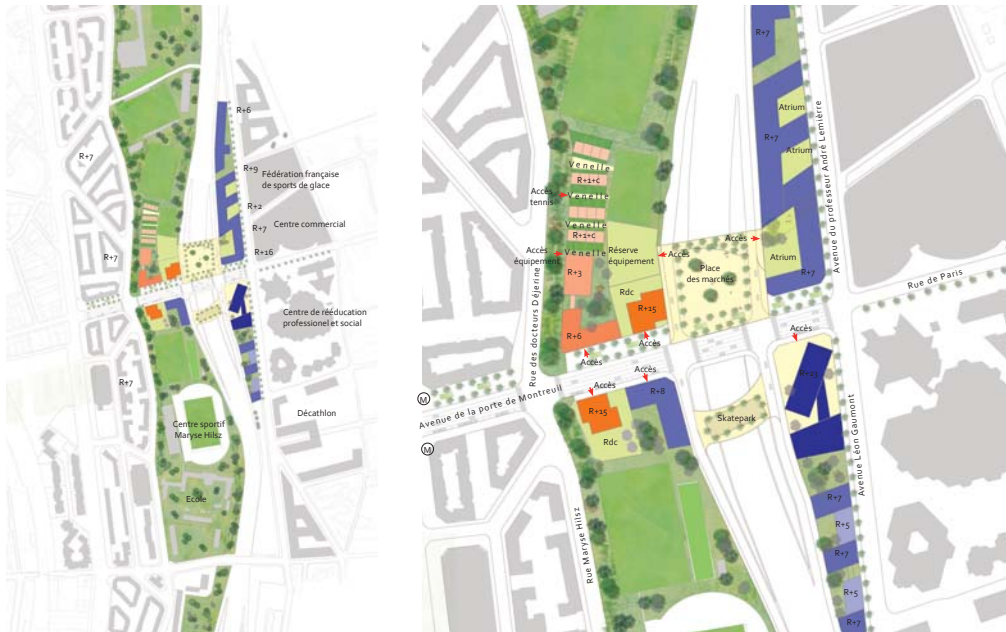 R+6
R+7
R+9
Fédération française
de sports de glace
R+2
Centre commercial
R+7
R+7
R+16
Centre de rééducation
professionel et social
R+7
Décathlon
Centre sportif
Maryse Hilsz
Ecole
R+7
Atrium
R+7
Atrium
Avenue du professeur André Lemièrre
Venelle
R+1+c
Accès
tennis
Venelle
Venelle
R+1+c
Accès
équipement
Venelle
Réserve
équipement
Accès
Accès
Place
des marchés
Atrium
R+7
R+3
Rdc
R+15
R+6
Rue des docteurs Déjerine
Rue de Paris
Accès
Accès
Accès
Accès
Accès
Avenue de la porte de Montreuil
M
M
R+15
R+8
Rdc
Skatepark
Avenue Léon Gaumont
Rue Maryse Hilsz
R+7
R+5
R+7
R+5
R+7